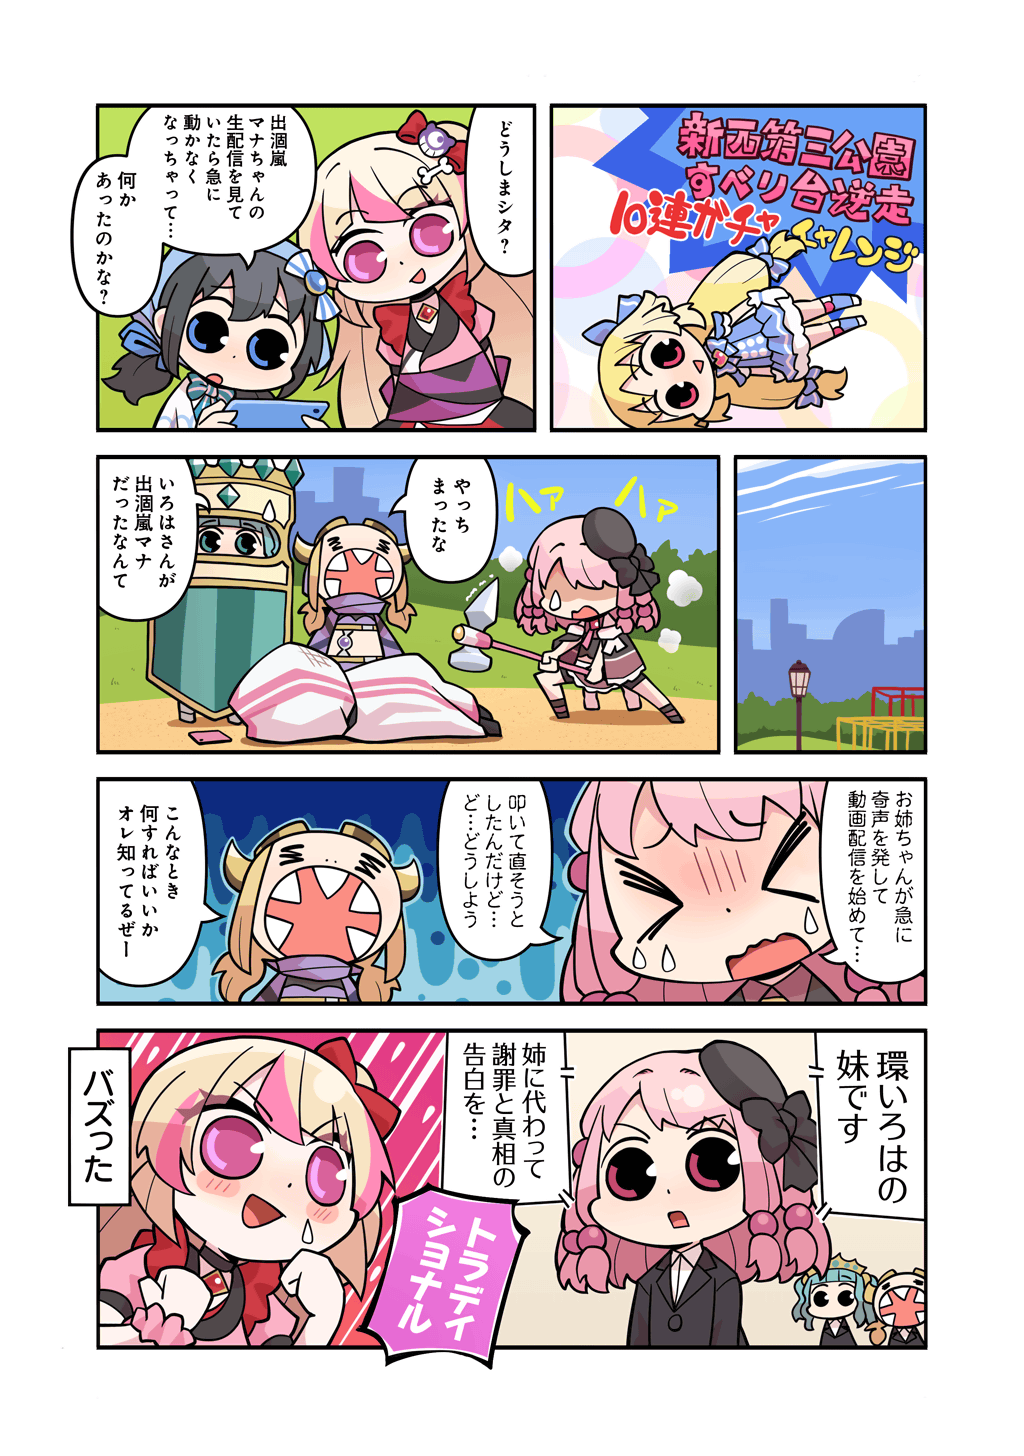 新西第三公園
すべり台逆走
10連ガチャ
チャレンジ
どうしまシタ?
出涸嵐
マナちゃんの
生配信を見て
いたら急に
動かなく
なっちゃって…
何か
あったのかな?
ハァ
ハァ
やっち
まったな
いろはさんが
出涸嵐マナ
だったなんて
お姉ちゃんが急に
奇声を発して
動画配信を始めて…
叩いて直そうと
したんだけど…
ど…どうしよう
こんなとき
何すればいいか
オレ知ってるぜー
環いろはの
妹です
姉に代わって
謝罪と真相の
告白を…
トラディ
ショナル
バズった